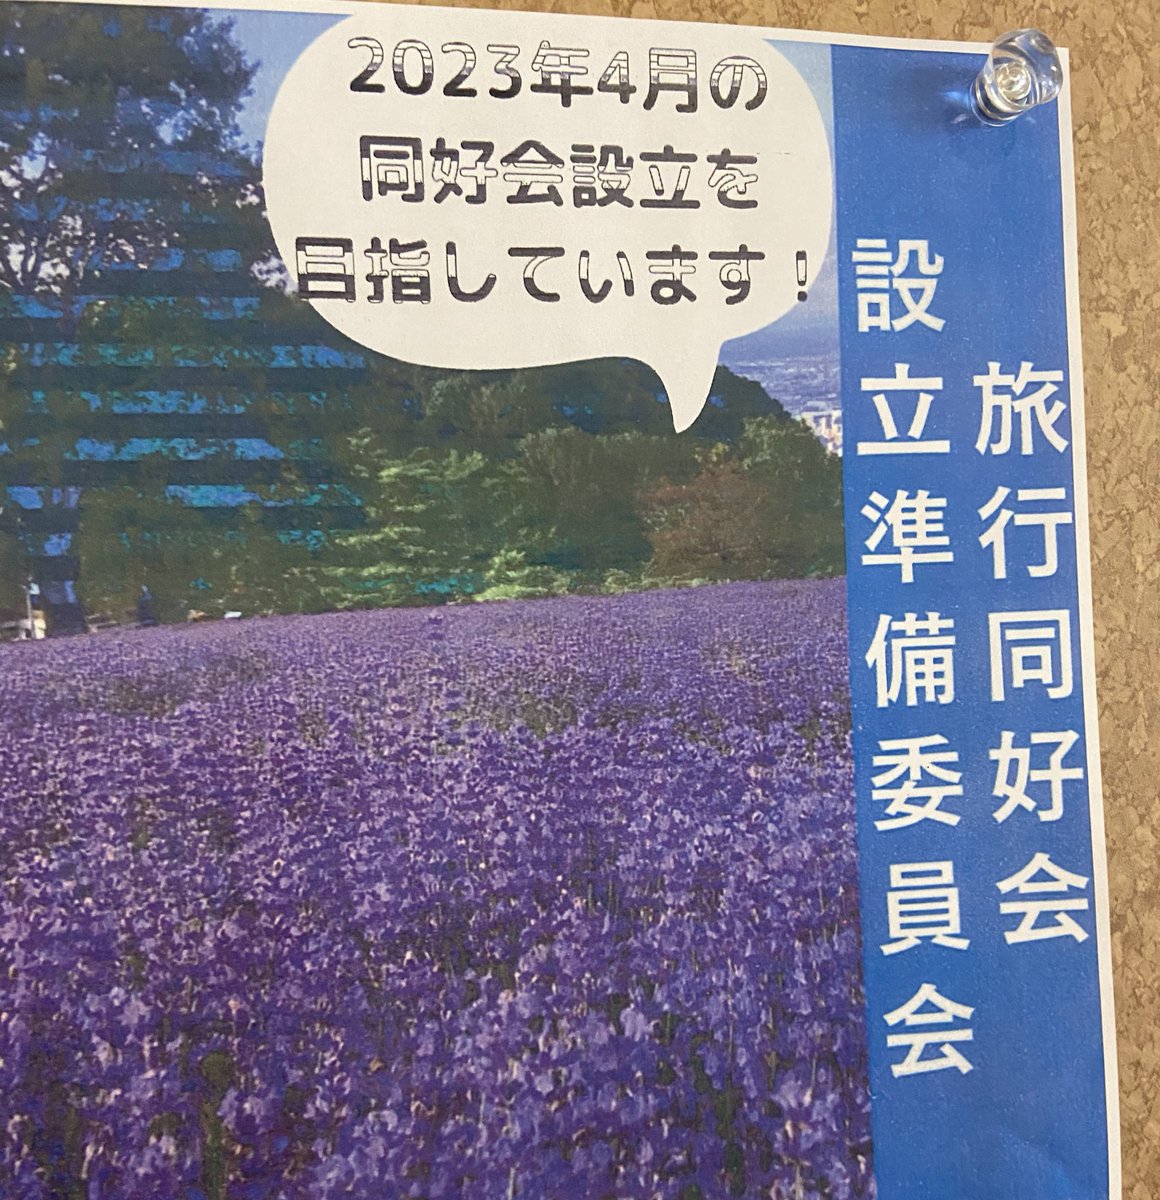 2023年4月の
同好会設立を
目指しています！
旅行同好会
設立準備委員会